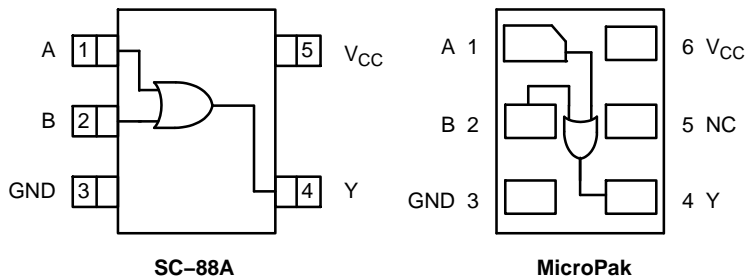 A 1 5 VCC
B 2
GND 3 4 Y
SC–88A
A 1 6 VCC
B 2 5 NC
GND 3 4 Y
MicroPak